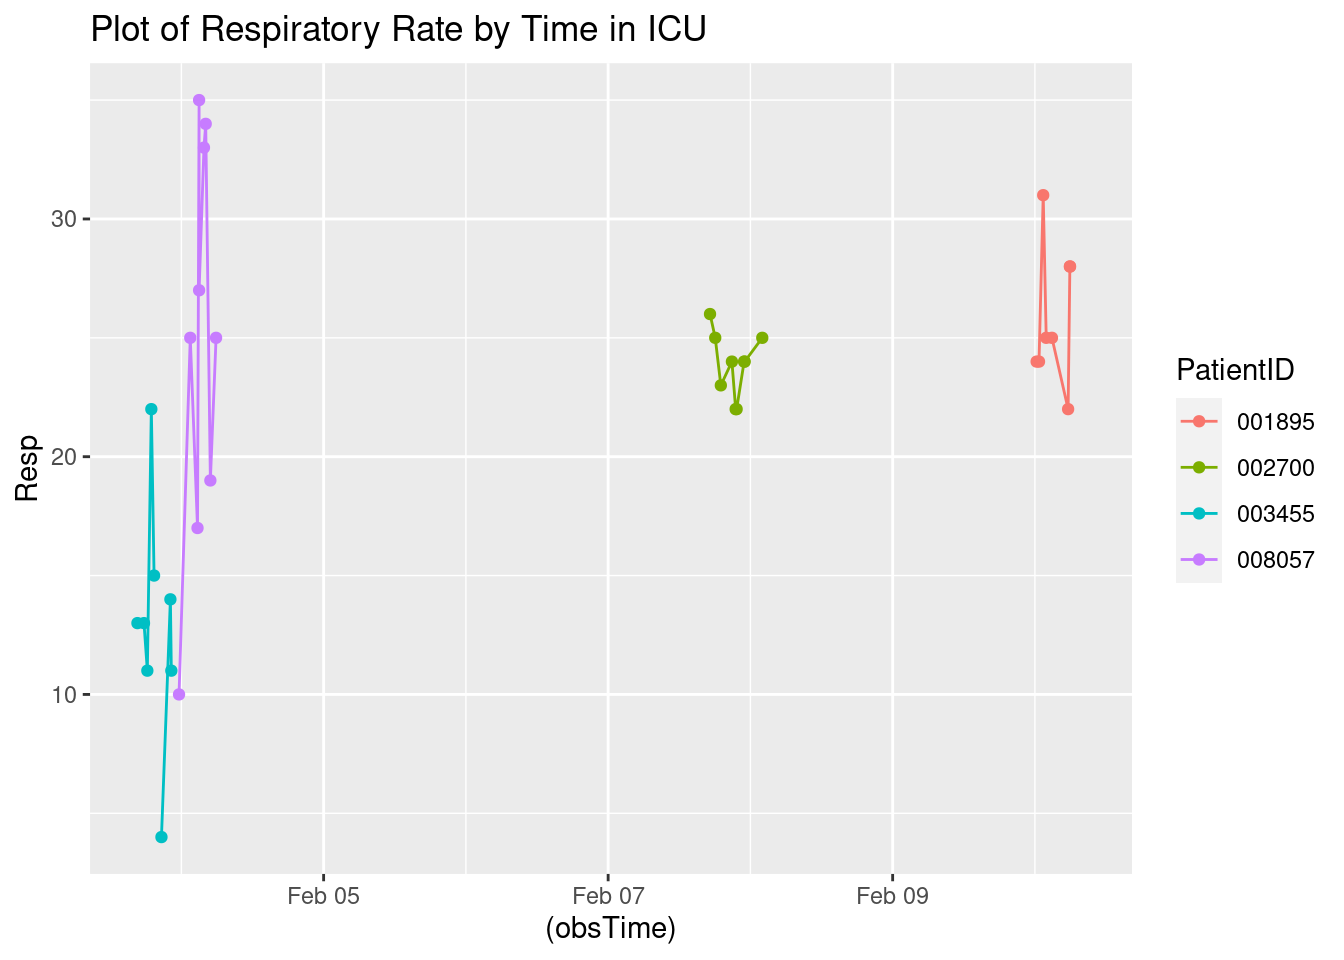 Plot of Respiratory Rate by Time in ICU
Resp
30
20
10
Feb 05
Feb 07
Feb 09
(obsTime)
PatientID
001895
002700
003455
008057